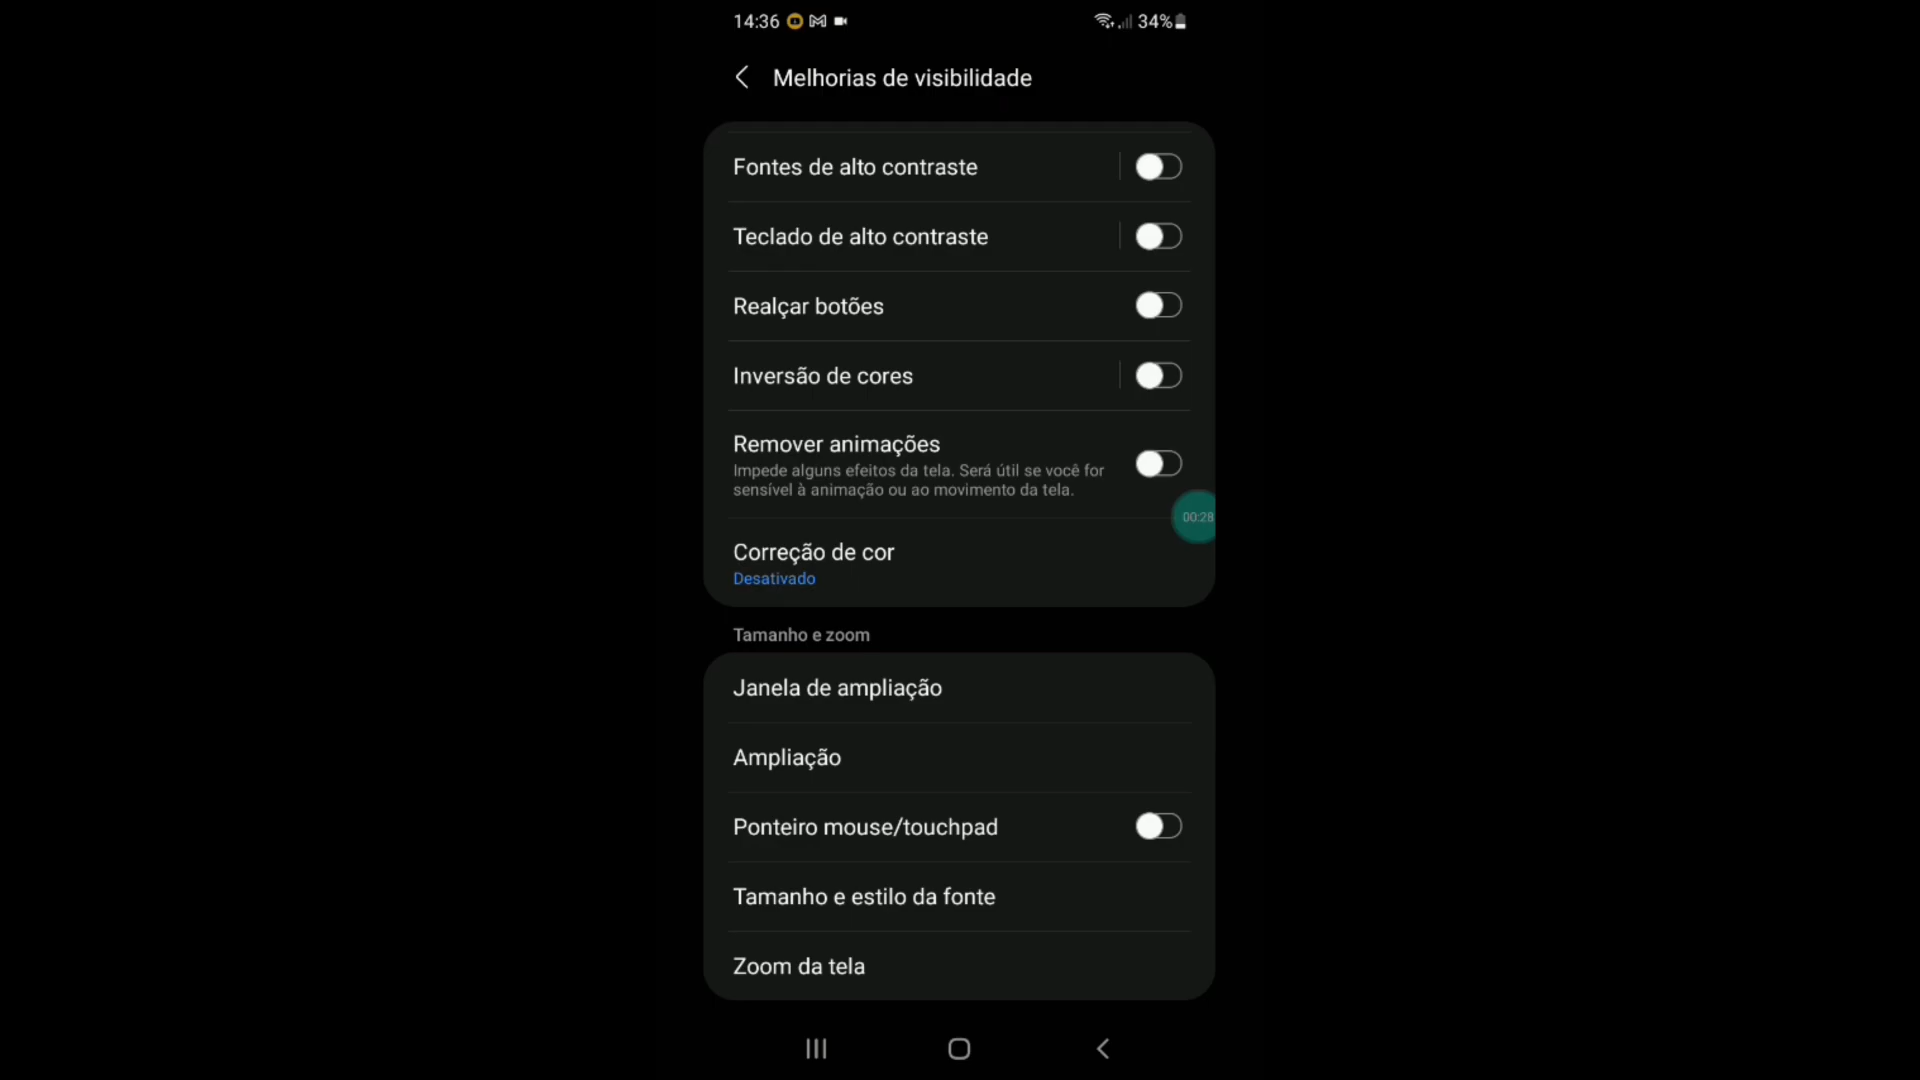 14:36
34%
Melhorias de visibilidade
Fontes de alto contraste
Teclado de alto contraste
Realçar botões
Inversão de cores
Remover animações
Impede alguns efeitos da tela. Será útil se você for
sensível à animação ou ao movimento da tela.
00:28
Correção de cor
Desativado
Tamanho e zoom
Janela de ampliação
Ampliação
Ponteiro mouse/touchpad
Tamanho e estilo da fonte
Zoom da tela